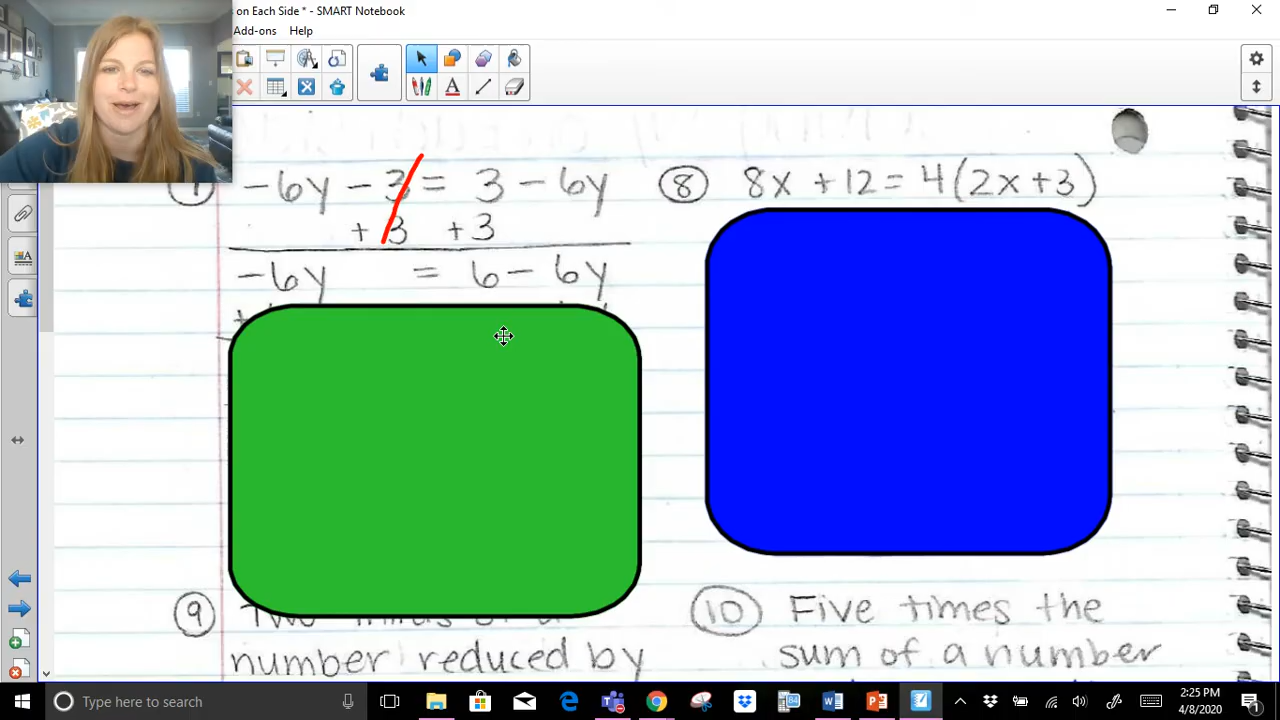 s on Each Side * - SMART Notebook
Add-ons Help
-6y - 3 = 3 - 6y
+ 3 + 3
-6y = 6 - 6y
+
8 8x + 12 = 4(2x + 3)
9
number reduced by
10 Five times the
sum of a number
Type here to search
2:25 PM
4/8/2020